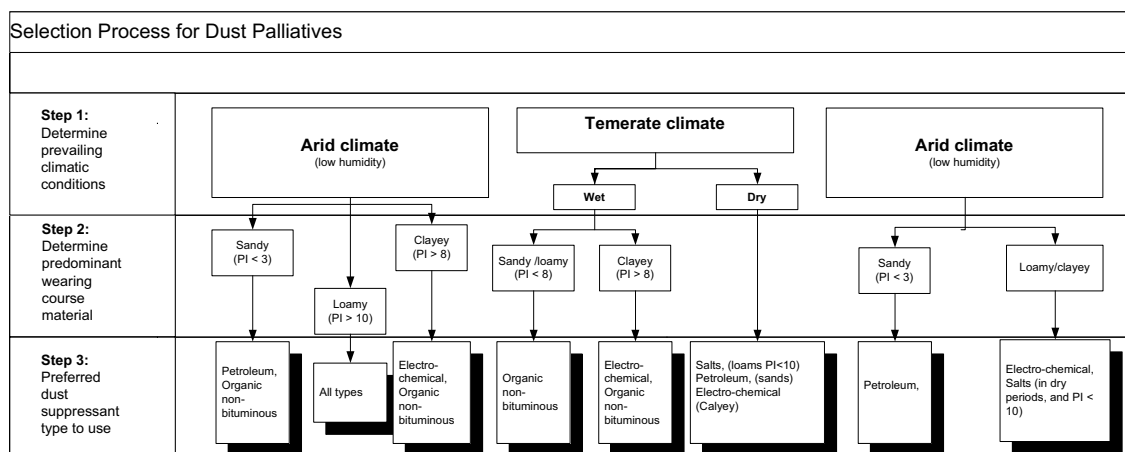 Selection Process for Dust Palliatives
Step 1:
Determine
prevailing
climatic
conditions
Arid climate
(low humidity)
Temerate climate
Wet
Dry
Arid climate
(low humidity)
Step 2:
Determine
predominant
wearing
course
material
Sandy
(PI < 3)
Loamy
(PI > 10)
Clayey
(PI > 8)
Sandy /loamy
(PI < 8)
Clayey
(PI > 8)
Sandy
(PI < 3)
Loamy/clayey
Step 3:
Preferred
dust
suppressant
type to use
Petroleum,
Organic
non-
bituminous
All types
Electro-
chemical,
Organic
non-
bituminous
Organic
non-
bituminous
Electro-
chemical,
Organic
non-
bituminous
Salts, (loams PI<10)
Petroleum, (sands)
Electro-chemical
(Calyey)
Petroleum,
Electro-chemical,
Salts (in dry
periods, and PI <
10)